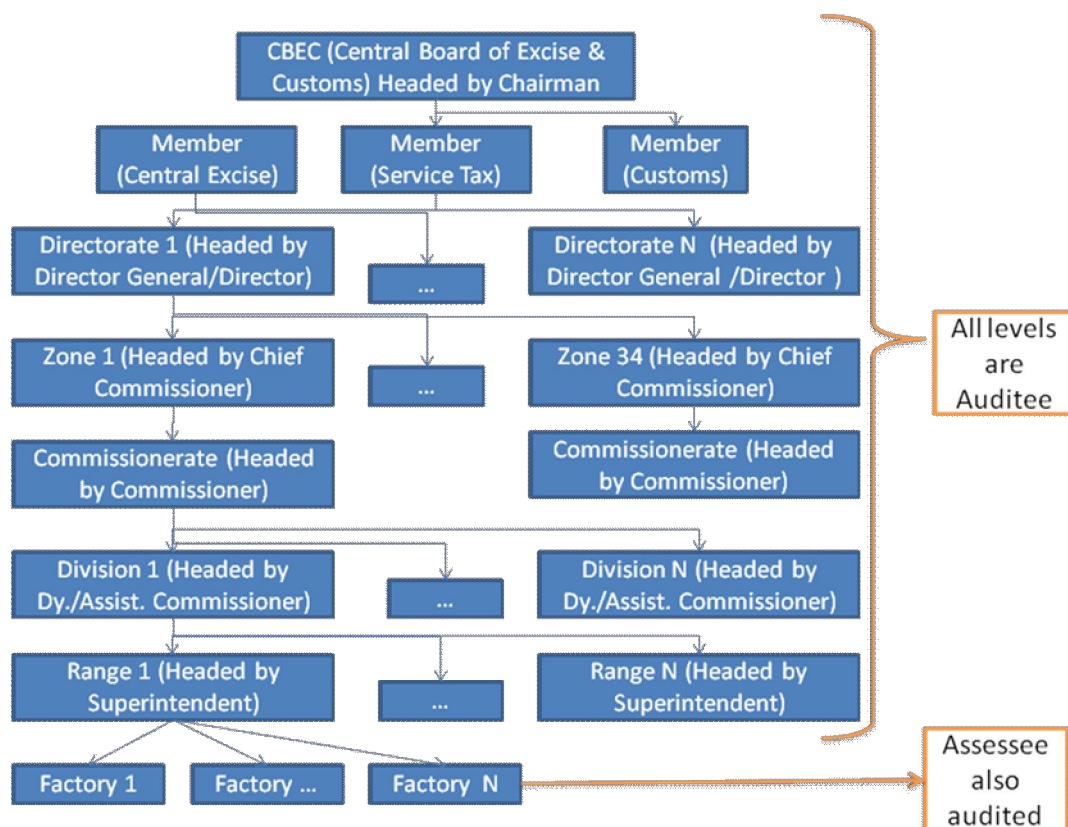 CBEC (Central Board of Excise &
Customs) Headed by Chairman
Member
(Central Excise)
Member
(Service Tax)
Member
(Customs)
Directorate 1 (Headed by
Director General/Director)
...
Directorate N (Headed by
Director General /Director )
Zone 1 (Headed by Chief
Commissioner)
...
Zone 34 (Headed by Chief
Commissioner)
All levels
are
Auditee
Commissionerate (Headed
by Commissioner)
Commissionerate (Headed
by Commissioner)
Division 1 (Headed by
Dy./Assist. Commissioner)
...
Division N (Headed by
Dy./Assist. Commissioner)
Range 1 (Headed by
Superintendent)
...
Range N (Headed by
Superintendent)
Factory 1
Factory ...
Factory N
Assessee
also
audited